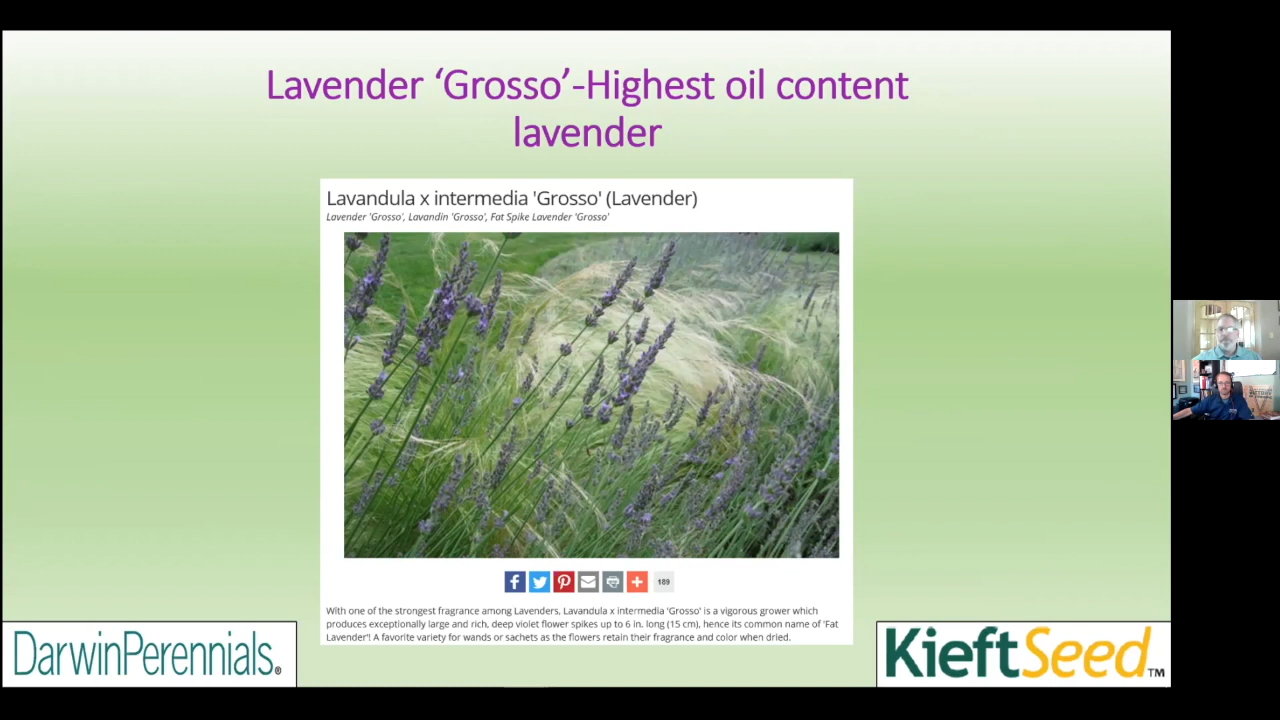 Lavender ‘Grosso’-Highest oil content
lavender
Lavandula x intermedia 'Grosso' (Lavender)
Lavender 'Grosso', Lavandin 'Grosso', Fat Spike Lavender 'Grosso'
189
With one of the strongest fragrance among Lavenders, Lavandula x intermedia 'Grosso' is a vigorous grower which
produces exceptionally large and rich, deep violet flower spikes up to 6 in. long (15 cm), hence its common name of 'Fat
Lavender'! A favorite variety for wands or sachets as the flowers retain their fragrance and color when dried.
DarwinPerennials®
KieftSeed™